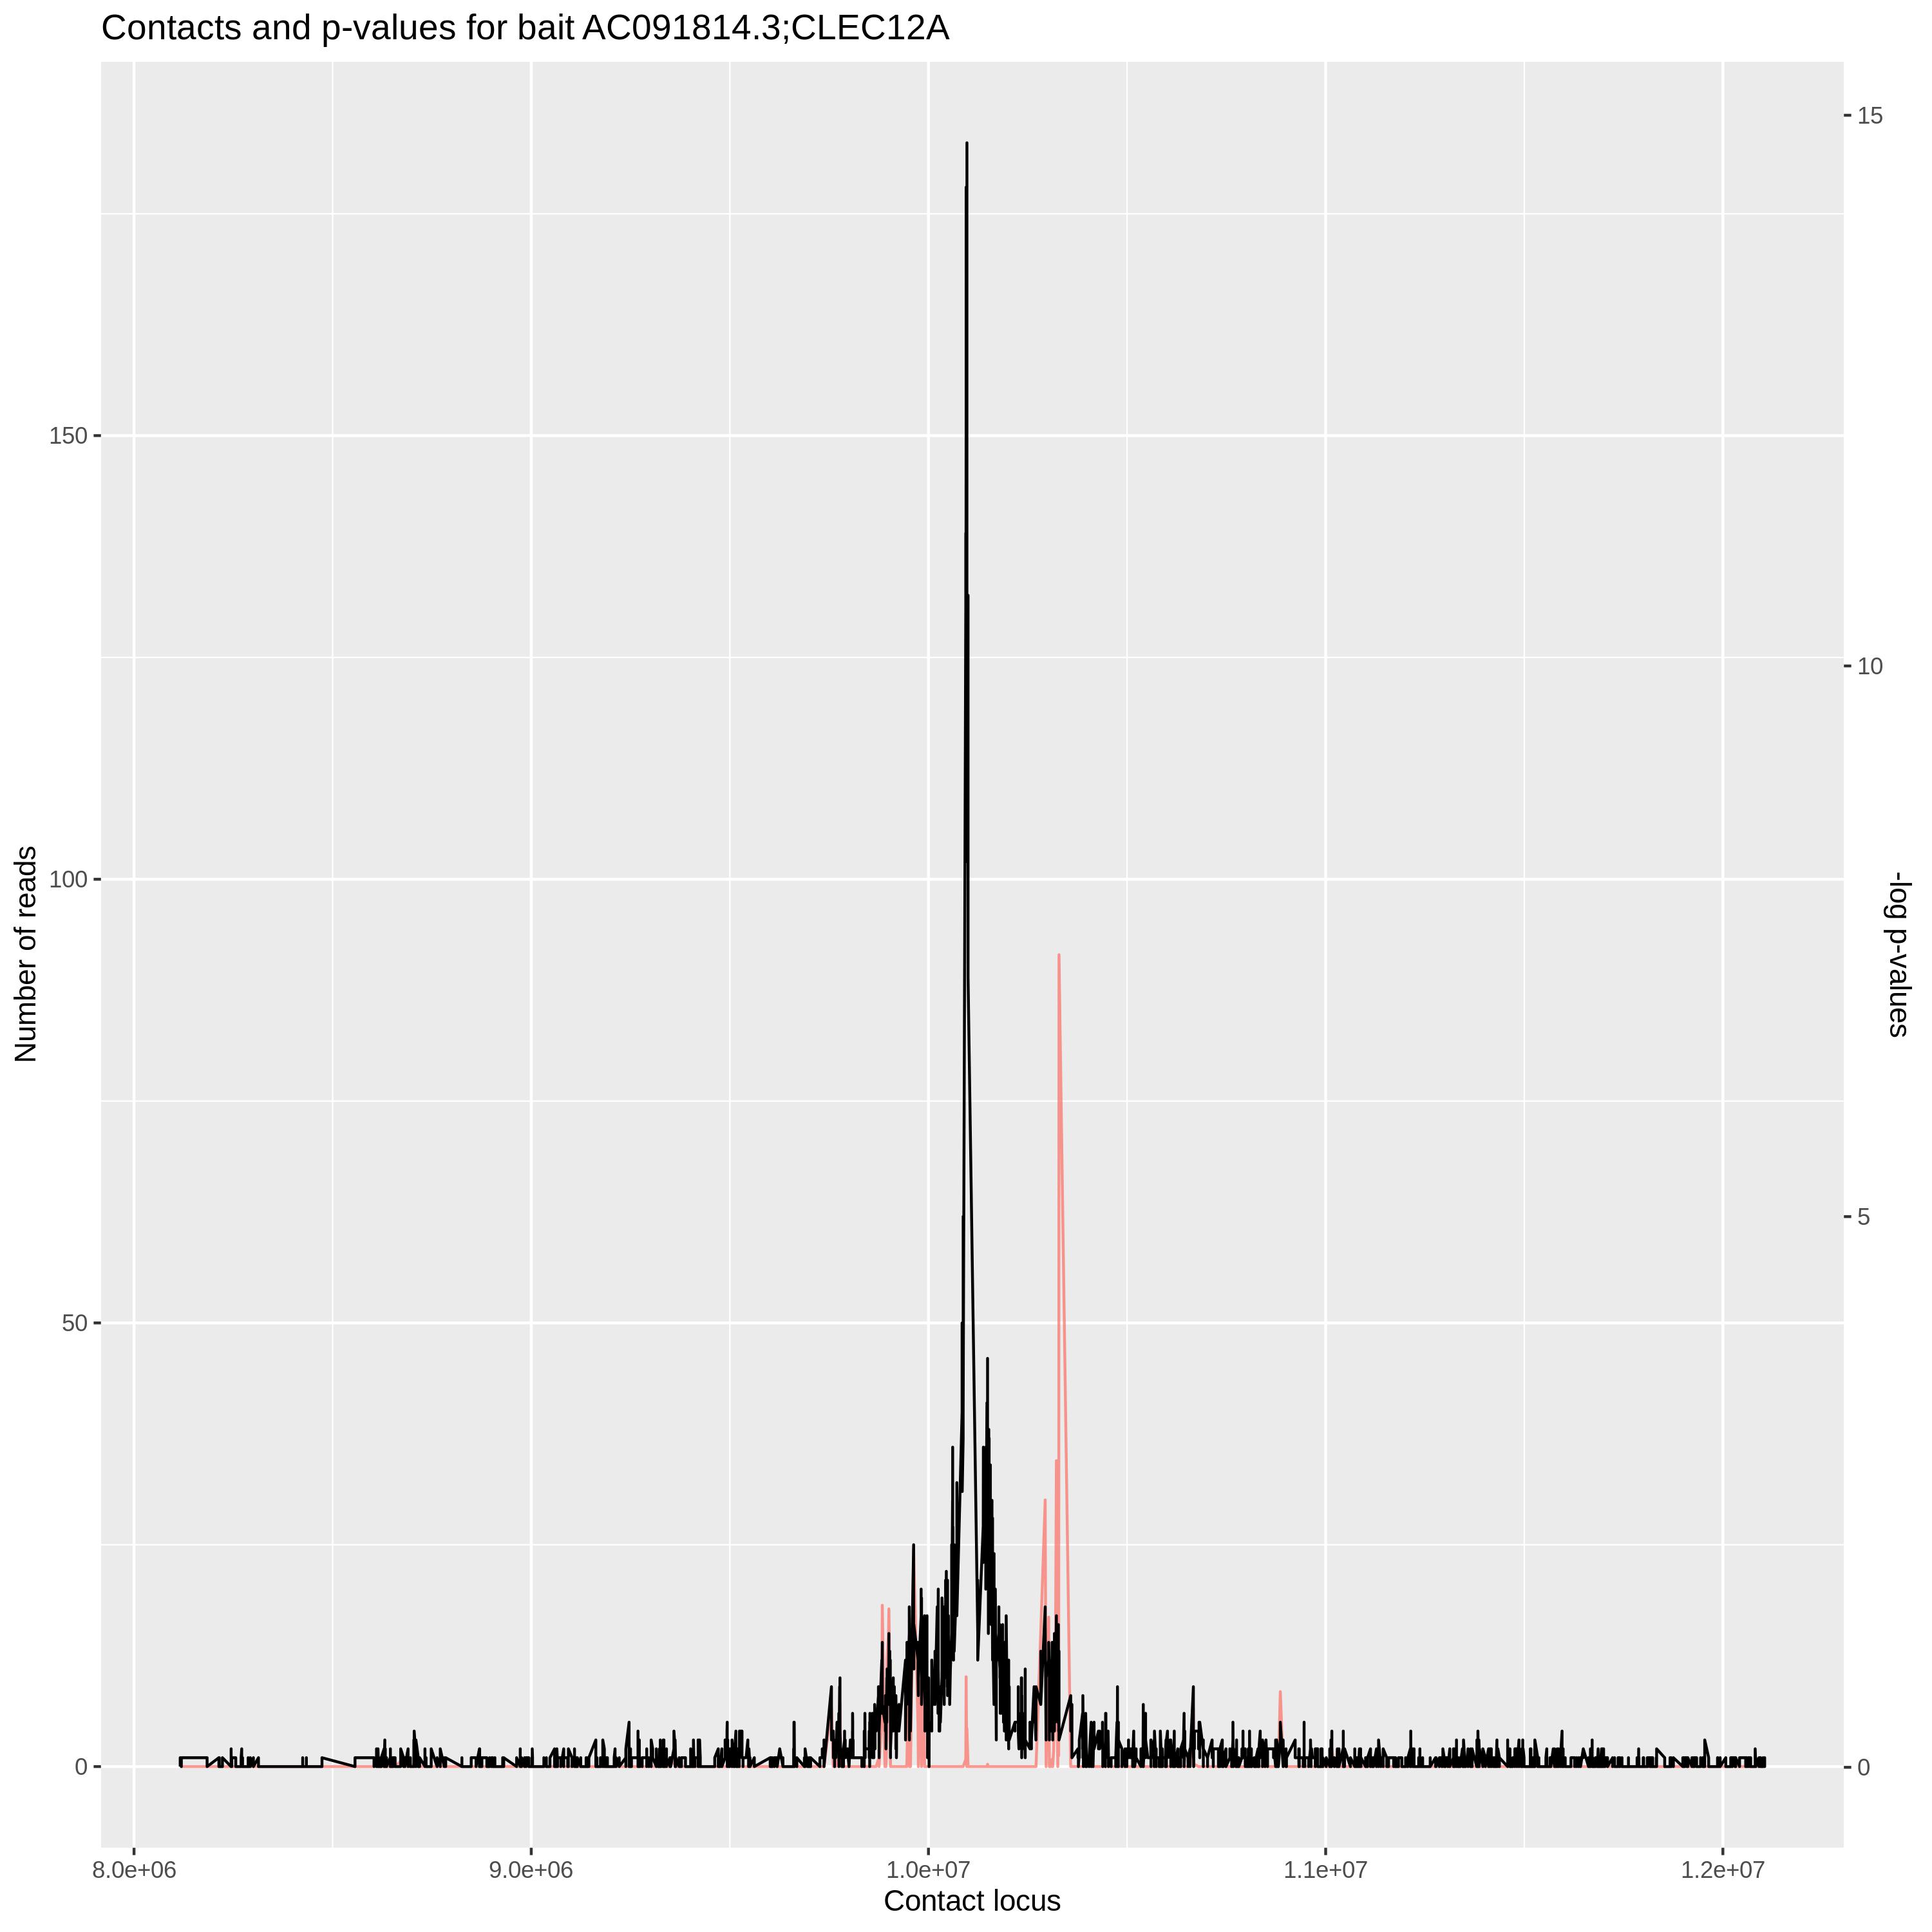 Contacts and p-values for bait AC091814.3;CLEC12A
15
150
10
100
Number of reads
-log p-values
5
50
0
0
8.0e+06
9.0e+06
1.0e+07
1.1e+07
1.2e+07
Contact locus